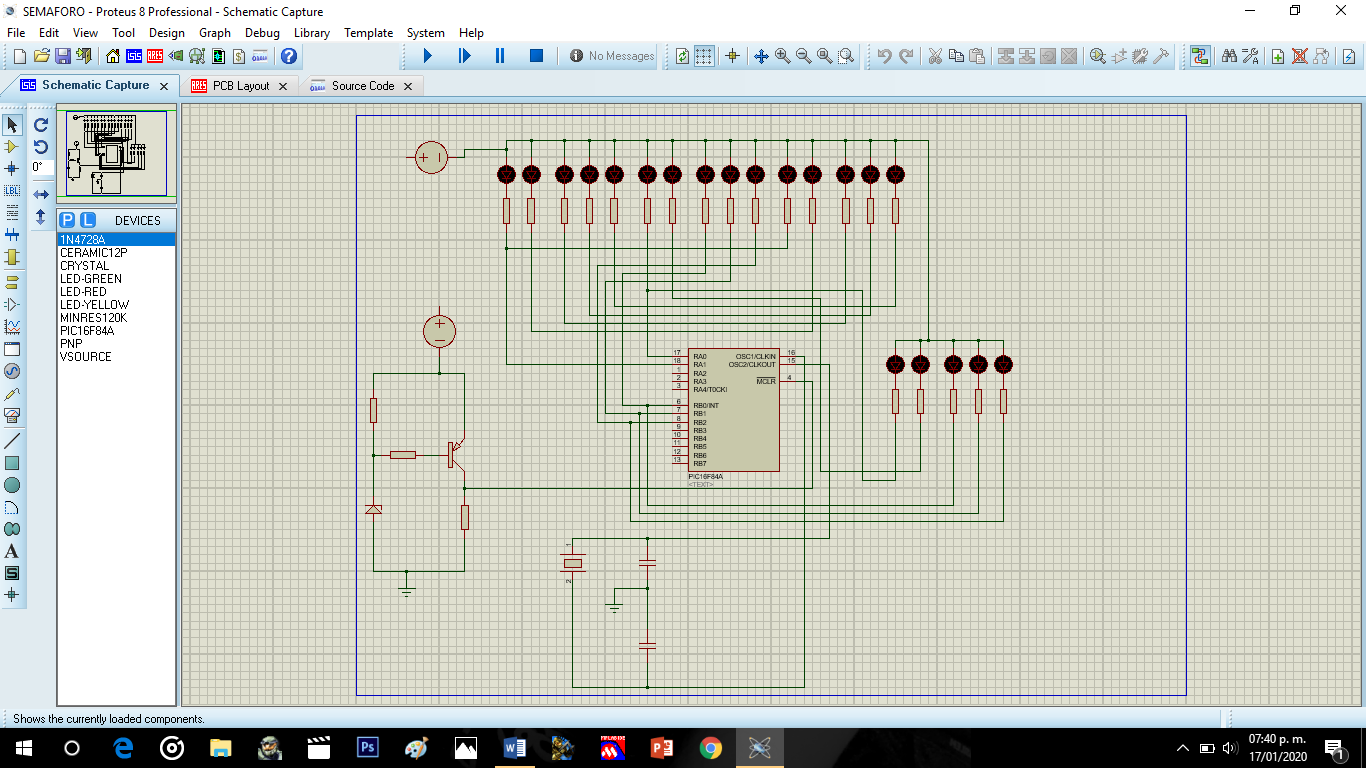 SEMAFORO - Proteus 8 Professional - Schematic Capture
File Edit View Tool Design Graph Debug Library Template System Help
No Messages
Schematic Capture
PCB Layout
Source Code
0°
P L DEVICES
1N4728A
CERAMIC12P
CRYSTAL
LED-GREEN
LED-RED
LED-YELLOW
MINRES120K
PIC16F84A
PNP
VSOURCE
17 RA0 OSC1/CLKIN 16
18 RA1 OSC2/CLKOUT 15
1 RA2
2 RA3 MCLR 4
3 RA4/T0CKI
6 RB0/INT
7 RB1
8 RB2
9 RB3
10 RB4
11 RB5
12 RB6
13 RB7
PIC16F84A
<TEXT>
1
2
Shows the currently loaded components.
07:40 p. m.
17/01/2020
1